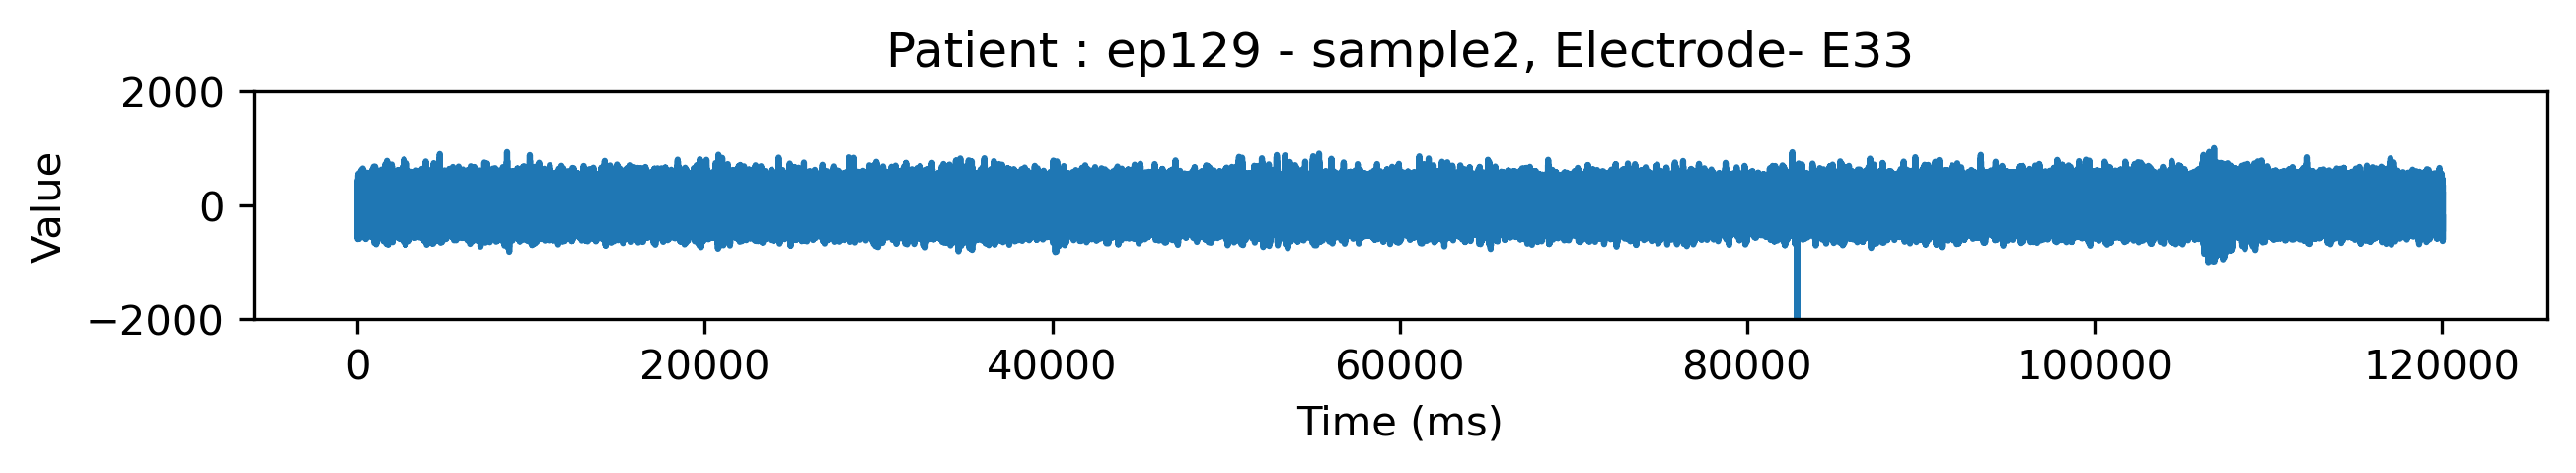 Patient : ep129 - sample2, Electrode- E33
2000
0
−2000
Value
0 20000 40000 60000 80000 100000 120000
Time (ms)